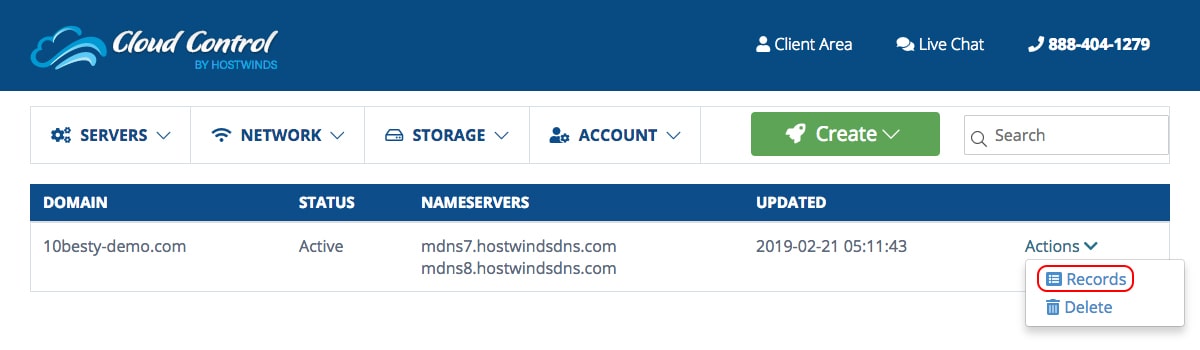 Cloud Control
BY HOSTWINDS
Client Area
Live Chat
888-404-1279
SERVERS
NETWORK
STORAGE
ACCOUNT
Create
Search
DOMAIN STATUS NAMESERVERS UPDATED
10besty-demo.com Active mdns7.hostwindsdns.com 2019-02-21 05:11:43 Actions
mdns8.hostwindsdns.com
Records
Delete